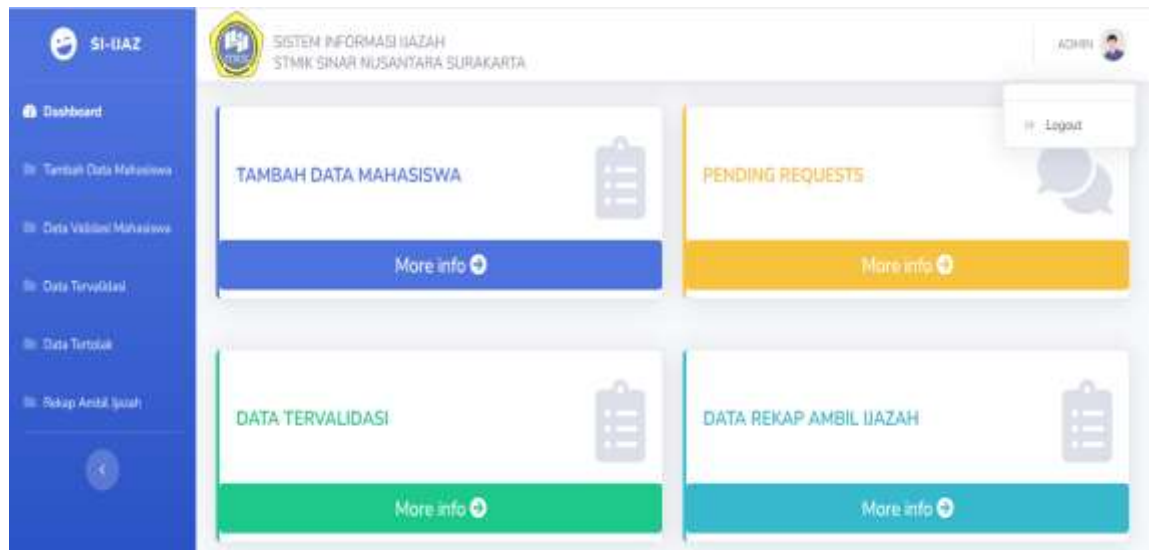 SI-IJAZ
SISTEM INFORMASI IJAZAH
STMIK SINAR NUSANTARA SURAKARTA
ADMIN
Logout
Dashboard
Tambah Data Mahasiswa
Data Validasi Mahasiswa
Data Tervalidasi
Data Tertolak
Rekap Ambil Ijazah
TAMBAH DATA MAHASISWA
More info
PENDING REQUESTS
More info
DATA TERVALIDASI
More info
DATA REKAP AMBIL IJAZAH
More info